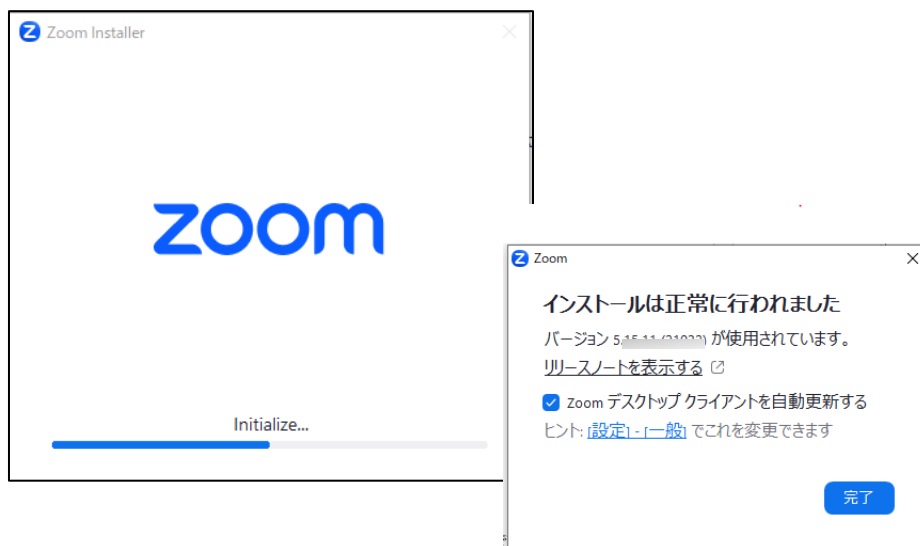 Zoom Installer
zoom
Initialize...
Zoom
インストールは正常に行われました
バージョン が使用されています。
リリースノートを表示する
Zoom デスクトップ クライアントを自動更新する
ヒント: [設定] - [一般] でこれを変更できます
完了